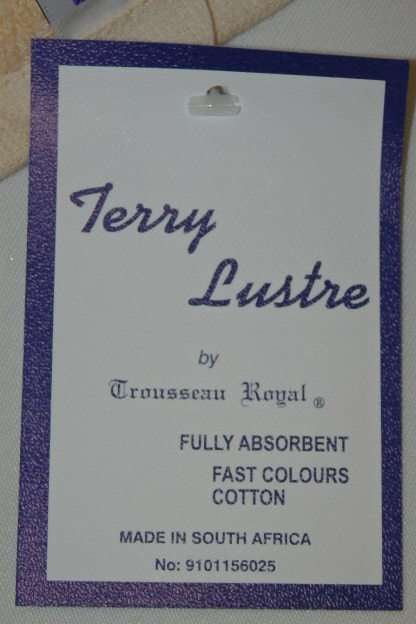 Terry
Lustre
by
Trousseau Royal ®
FULLY ABSORBENT
FAST COLOURS
COTTON
MADE IN SOUTH AFRICA
No: 9101156025